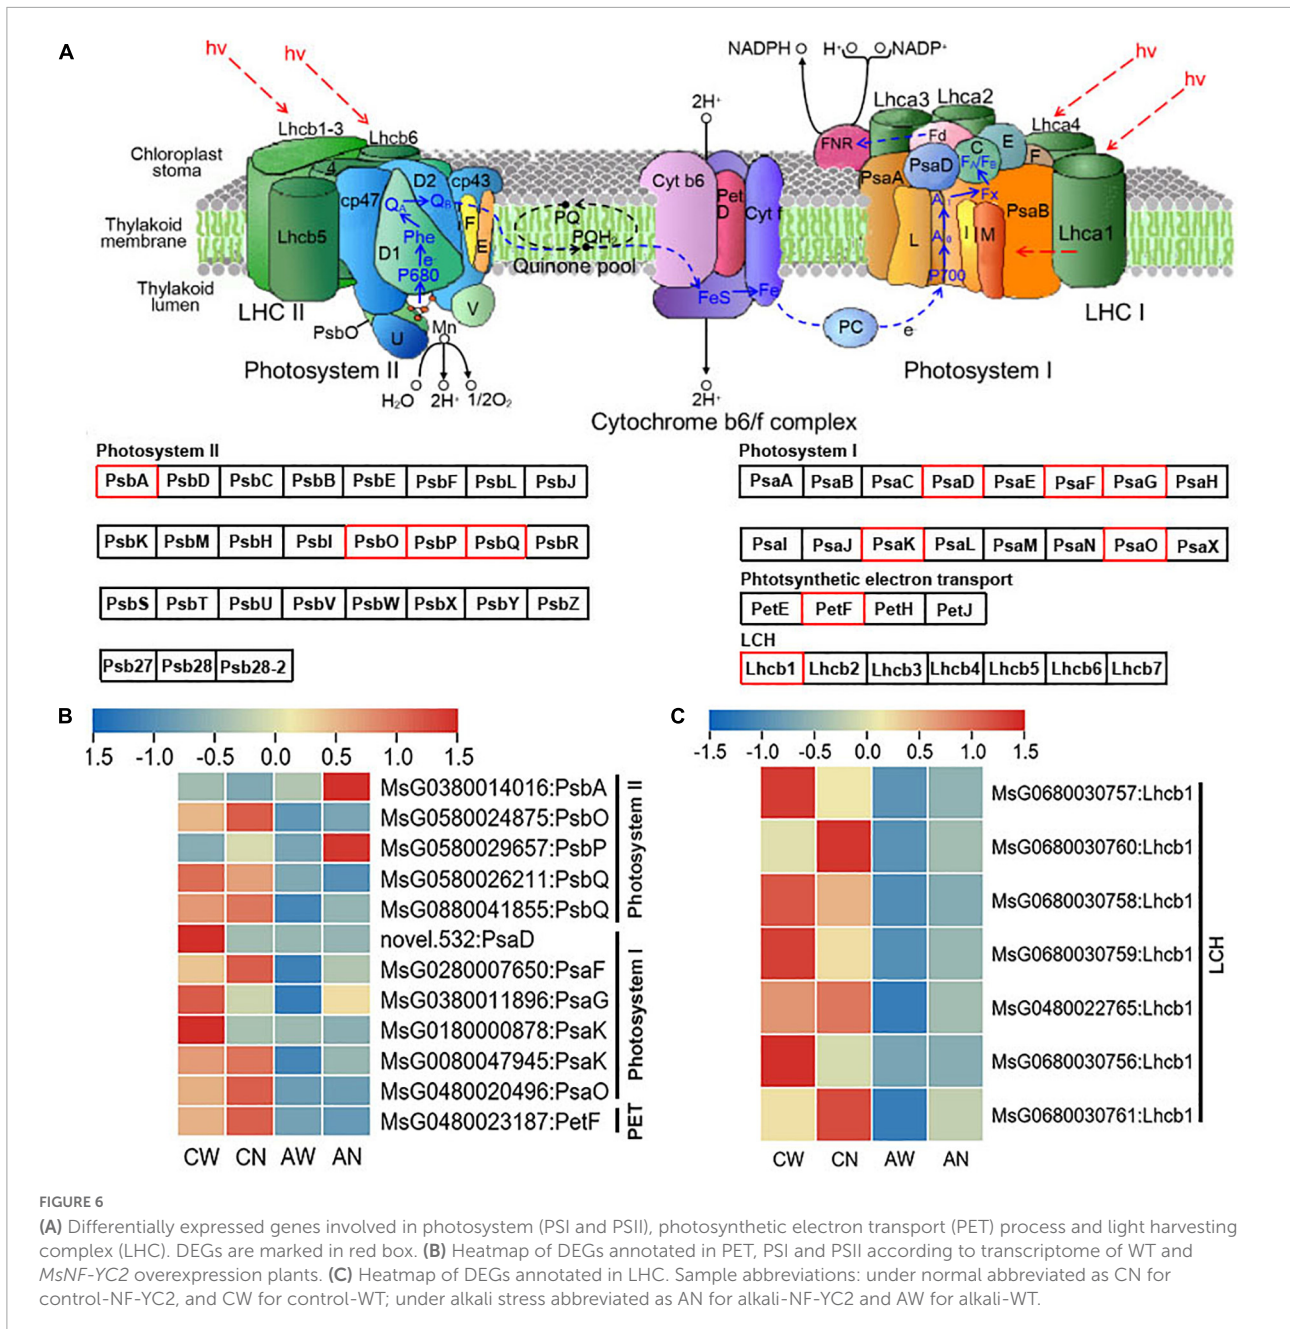 A
hv
hv
NADPH
H+
NADP+
hv
hv
2H+
Lhca3
Lhca2
Lhca4
Lhcb1-3
Lhcb6
Chloroplast
stoma
4
FNR
Fd
C
E
F
PsaD
FA/FB
PsaA
cp47
D2
cp43
QA
QB
Cyt b6
Pet
D
Cyt f
A1
Fx
PsaB
Thylakoid
membrane
Lhcb5
Phe
D1
e-
F
E
PQ
PQH2
L
A0
I
M
Lhca1
Quinone pool
P680
P700
Thylakoid
lumen
LHC II
FeS
Fe
V
PsbO
U
Mn
PC
e-
LHC I
Photosystem II
Photosystem I
H2O
2H+
1/2O2
2H+
Cytochrome b6/f complex
Photosystem II
PsbA PsbD PsbC PsbB PsbE PsbF PsbL PsbJ
PsbK PsbM PsbH PsbI PsbO PsbP PsbQ PsbR
PsbS PsbT PsbU PsbV PsbW PsbX PsbY PsbZ
Psb27 Psb28 Psb28-2
Photosystem I
PsaA PsaB PsaC PsaD PsaE PsaF PsaG PsaH
PsaI PsaJ PsaK PsaL PsaM PsaN PsaO PsaX
Phtotsynthetic electron transport
PetE PetF PetH PetJ
LCH
Lhcb1 Lhcb2 Lhcb3 Lhcb4 Lhcb5 Lhcb6 Lhcb7
B
1.5 -1.0 -0.5 0.0 0.5 1.0 1.5
MsG0380014016:PsbA
MsG0580024875:PsbO
MsG0580029657:PsbP
MsG0580026211:PsbQ
MsG0880041855:PsbQ
novel.532:PsaD
MsG0280007650:PsaF
MsG0380011896:PsaG
MsG0180000878:PsaK
MsG0080047945:PsaK
MsG0480020496:PsaO
MsG0480023187:PetF
Photosystem II
Photosystem I
PET
CW CN AW AN
C
-1.5 -1.0 -0.5 0.0 0.5 1.0 1.5
MsG0680030757:Lhcb1
MsG0680030760:Lhcb1
MsG0680030758:Lhcb1
MsG0680030759:Lhcb1
MsG0480022765:Lhcb1
MsG0680030756:Lhcb1
MsG0680030761:Lhcb1
LCH
CW CN AW AN
FIGURE 6
(A) Differentially expressed genes involved in photosystem (PSI and PSII), photosynthetic electron transport (PET) process and light harvesting
complex (LHC). DEGs are marked in red box. (B) Heatmap of DEGs annotated in PET, PSI and PSII according to transcriptome of WT and
MsNF-YC2 overexpression plants. (C) Heatmap of DEGs annotated in LHC. Sample abbreviations: under normal abbreviated as CN for
control-NF-YC2, and CW for control-WT; under alkali stress abbreviated as AN for alkali-NF-YC2 and AW for alkali-WT.